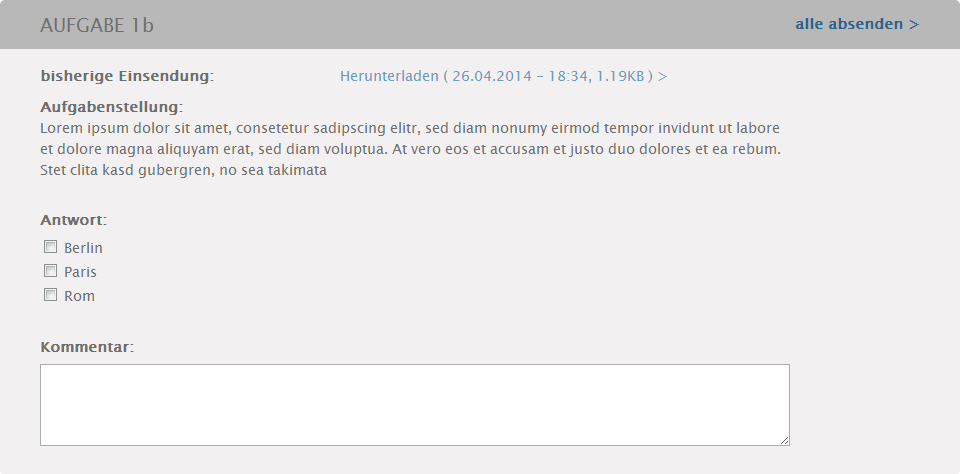 AUFGABE 1b
alle absenden >
bisherige Einsendung:
Herunterladen ( 26.04.2014 – 18:34, 1.19KB ) >
Aufgabenstellung:
Lorem ipsum dolor sit amet, consetetur sadipscing elitr, sed diam nonumy eirmod tempor invidunt ut labore
et dolore magna aliquyam erat, sed diam voluptua. At vero eos et accusam et justo duo dolores et ea rebum.
Stet clita kasd gubergren, no sea takimata
Antwort:
Berlin
Paris
Rom
Kommentar: